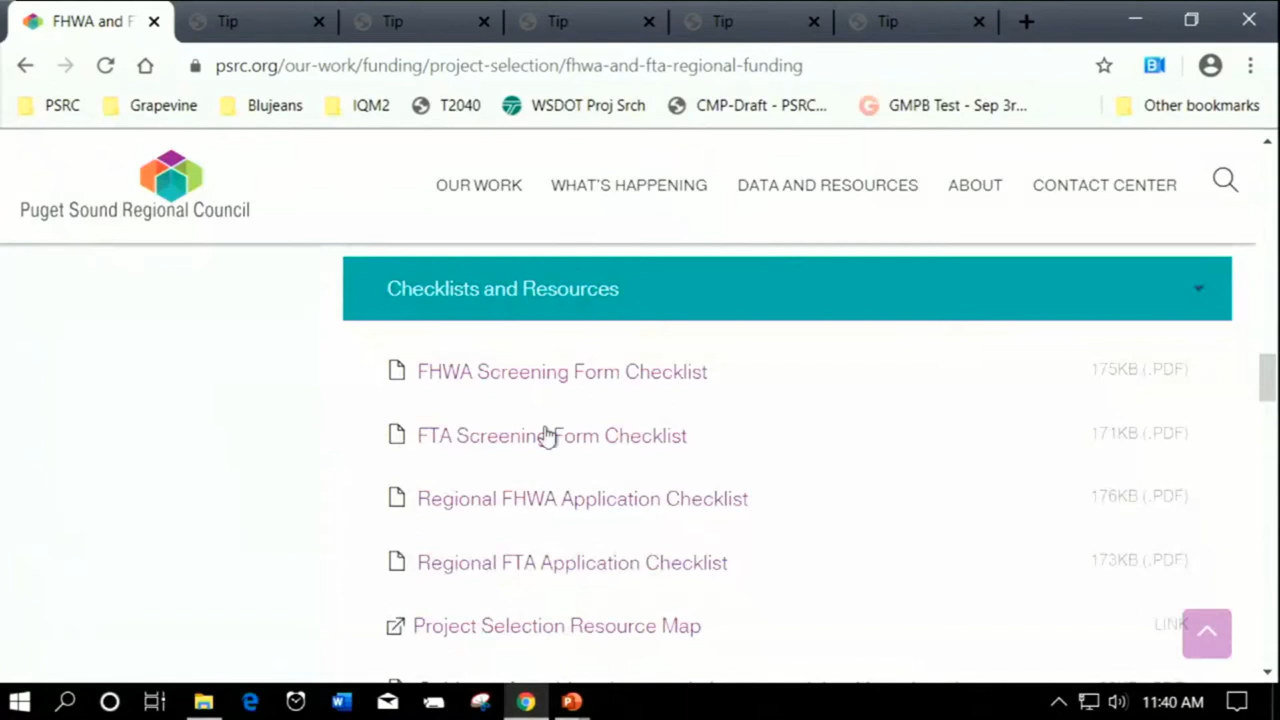 FHWA and F
Tip
Tip
Tip
Tip
Tip
psrc.org/our-work/funding/project-selection/fhwa-and-fta-regional-funding
PSRC
Grapevine
Blujeans
IQM2
T2040
WSDOT Proj Srch
CMP-Draft - PSRC...
GMPB Test - Sep 3r...
Other bookmarks
Puget Sound Regional Council
OUR WORK
WHAT'S HAPPENING
DATA AND RESOURCES
ABOUT
CONTACT CENTER
Checklists and Resources
FHWA Screening Form Checklist 175KB (.PDF)
FTA Screening Form Checklist 171KB (.PDF)
Regional FHWA Application Checklist 176KB (.PDF)
Regional FTA Application Checklist 173KB (.PDF)
Project Selection Resource Map LINK
11:40 AM